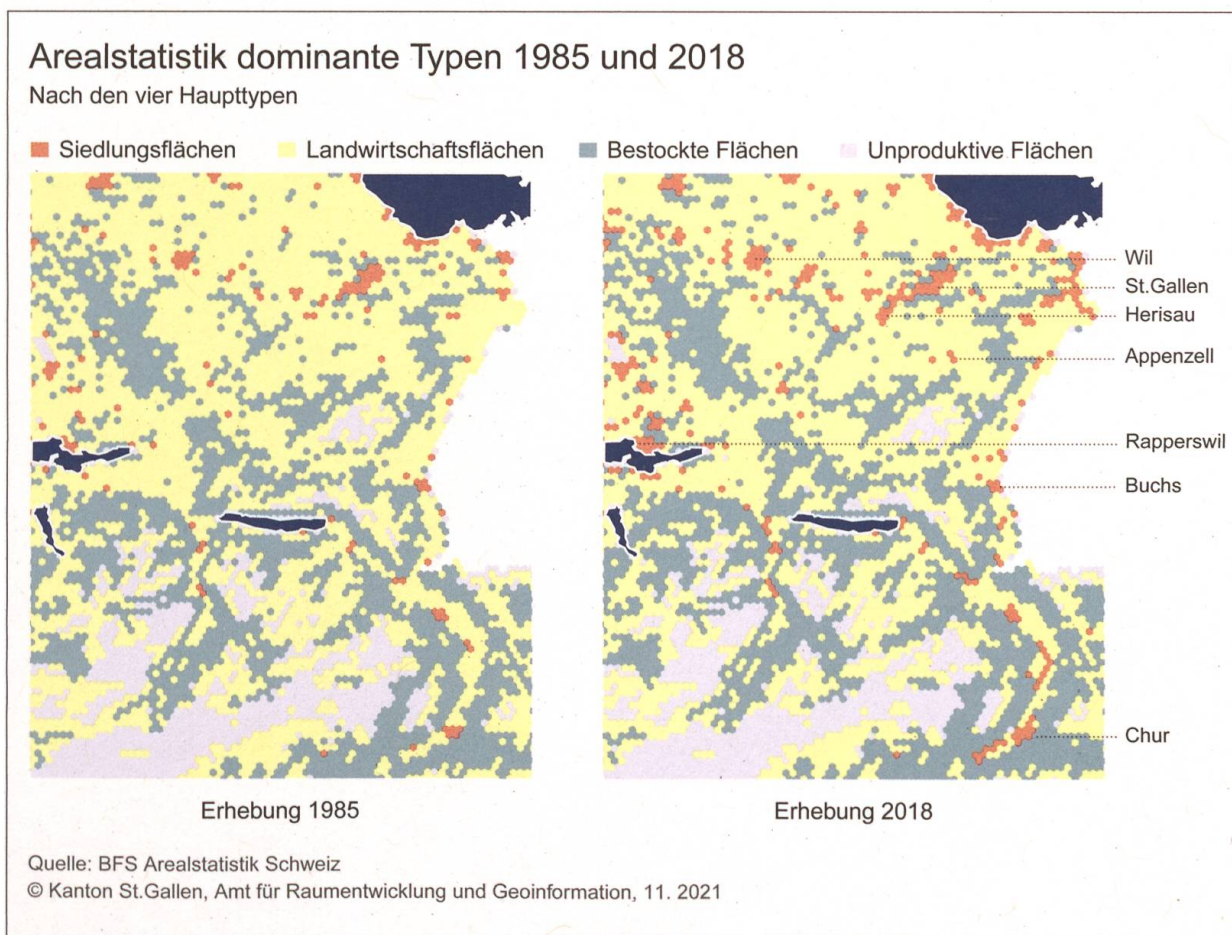 Arealstatistik dominante Typen 1985 und 2018
Nach den vier Haupttypen
Siedlungsflächen Landwirtschaftsflächen Bestockte Flächen Unproduktive Flächen
Wil
St.Gallen
Herisau
Appenzell
Rapperswil
Buchs
Chur
Erhebung 1985 Erhebung 2018
Quelle: BFS Arealstatistik Schweiz
© Kanton St.Gallen, Amt für Raumentwicklung und Geoinformation, 11. 2021